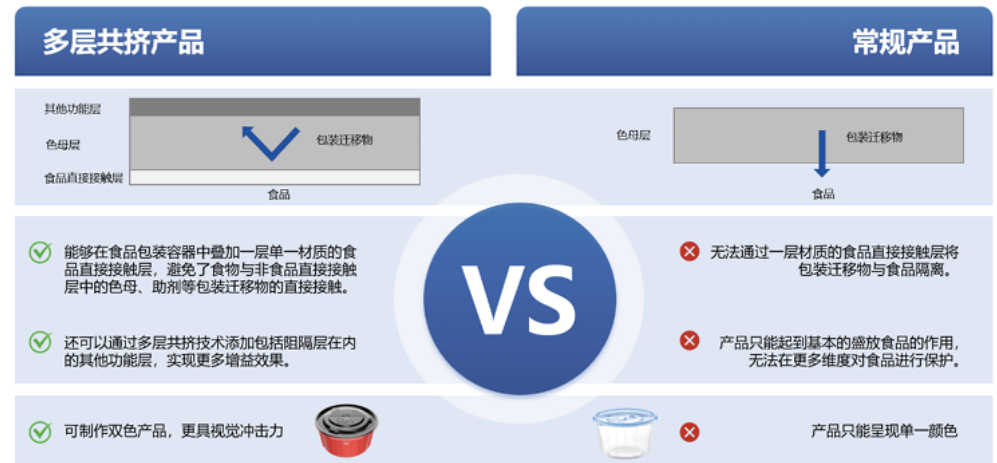 多层共挤产品
常规产品
其他功能层
色母层
包装迁移物
食品直接接触层
食品
色母层
包装迁移物
食品
能够在食品包装容器中叠加一层单一材质的食
品直接接触层，避免了食物与非食品直接接触
层中的色母、助剂等包装迁移物的直接接触。
还可以通过多层共挤技术添加包括阻隔层在内
的其他功能层，实现更多增益效果。
可制作双色产品，更具视觉冲击力
VS
无法通过一层材质的食品直接接触层将
包装迁移物与食品隔离。
产品只能起到基本的盛放食品的作用，
无法在更多维度对食品进行保护。
产品只能呈现单一颜色